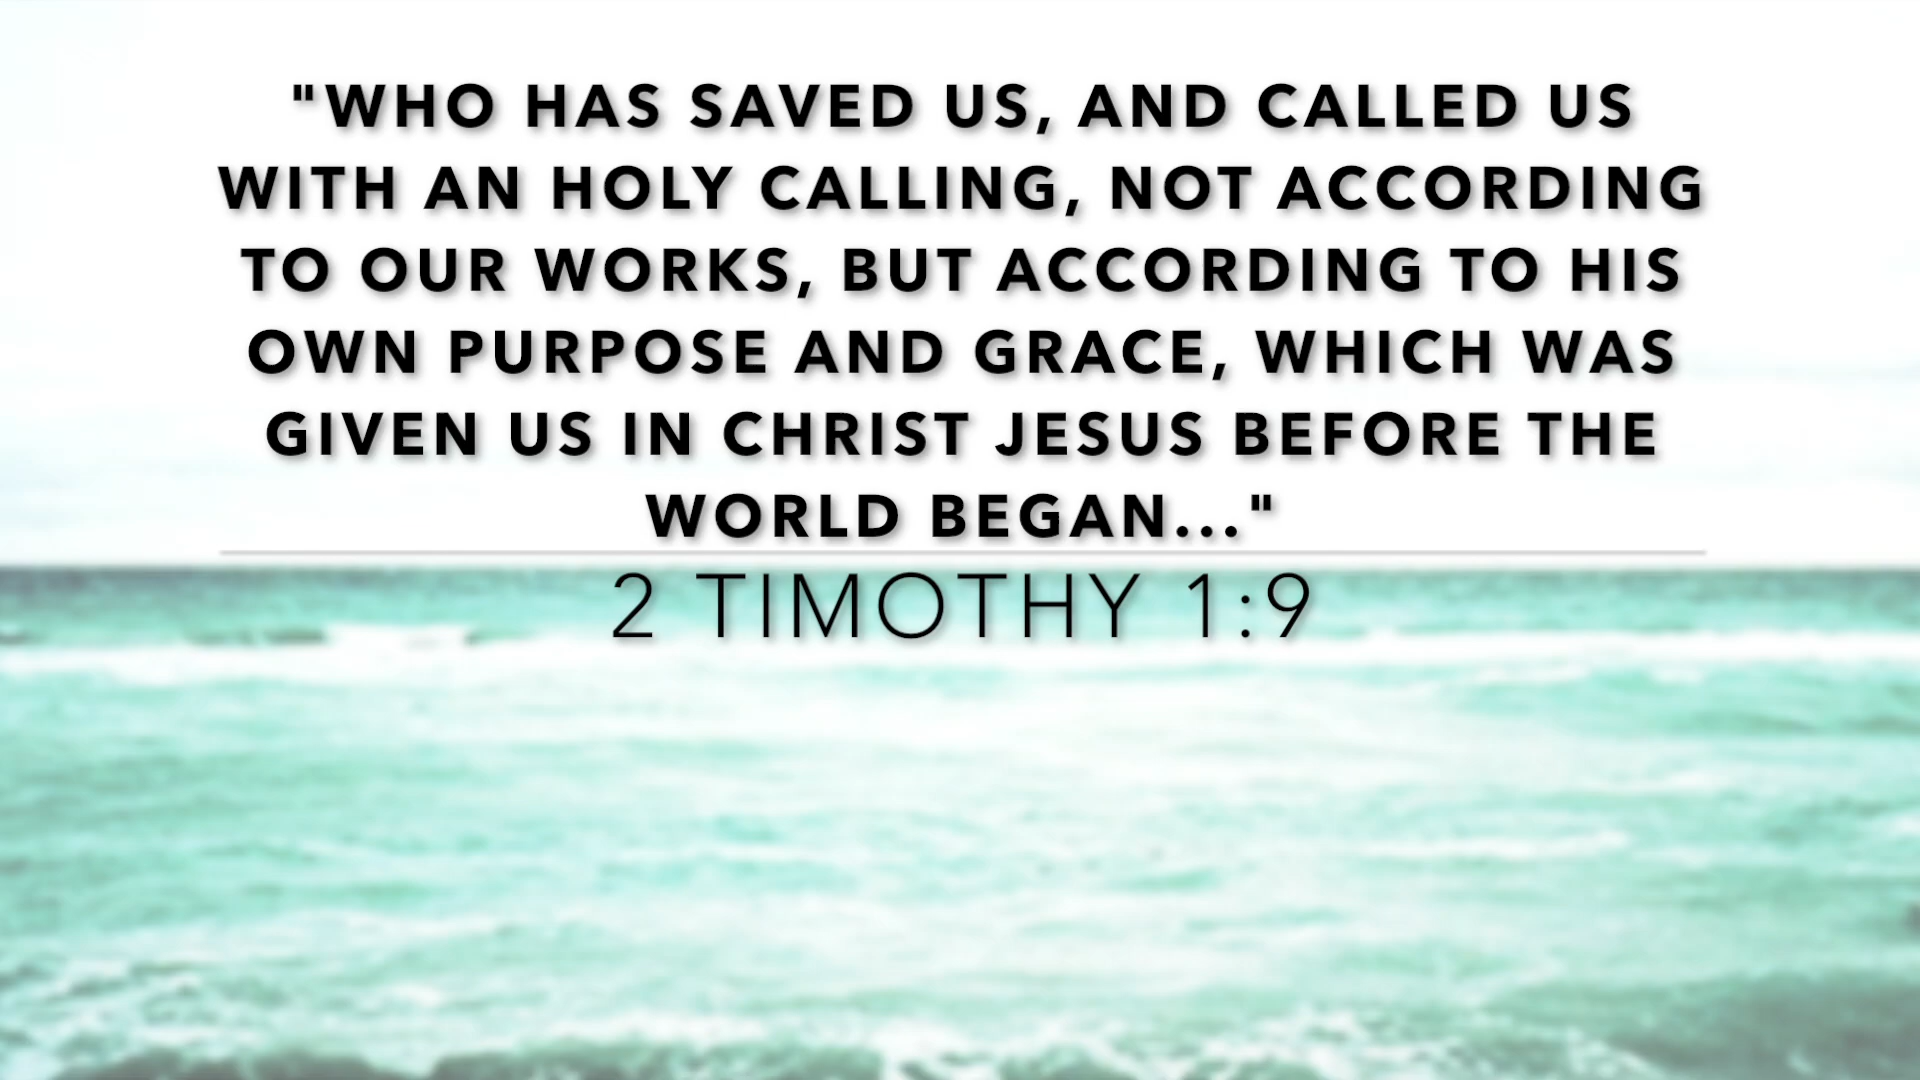 "WHO HAS SAVED US, AND CALLED US
WITH AN HOLY CALLING, NOT ACCORDING
TO OUR WORKS, BUT ACCORDING TO HIS
OWN PURPOSE AND GRACE, WHICH WAS
GIVEN US IN CHRIST JESUS BEFORE THE
WORLD BEGAN..."
2 TIMOTHY 1:9